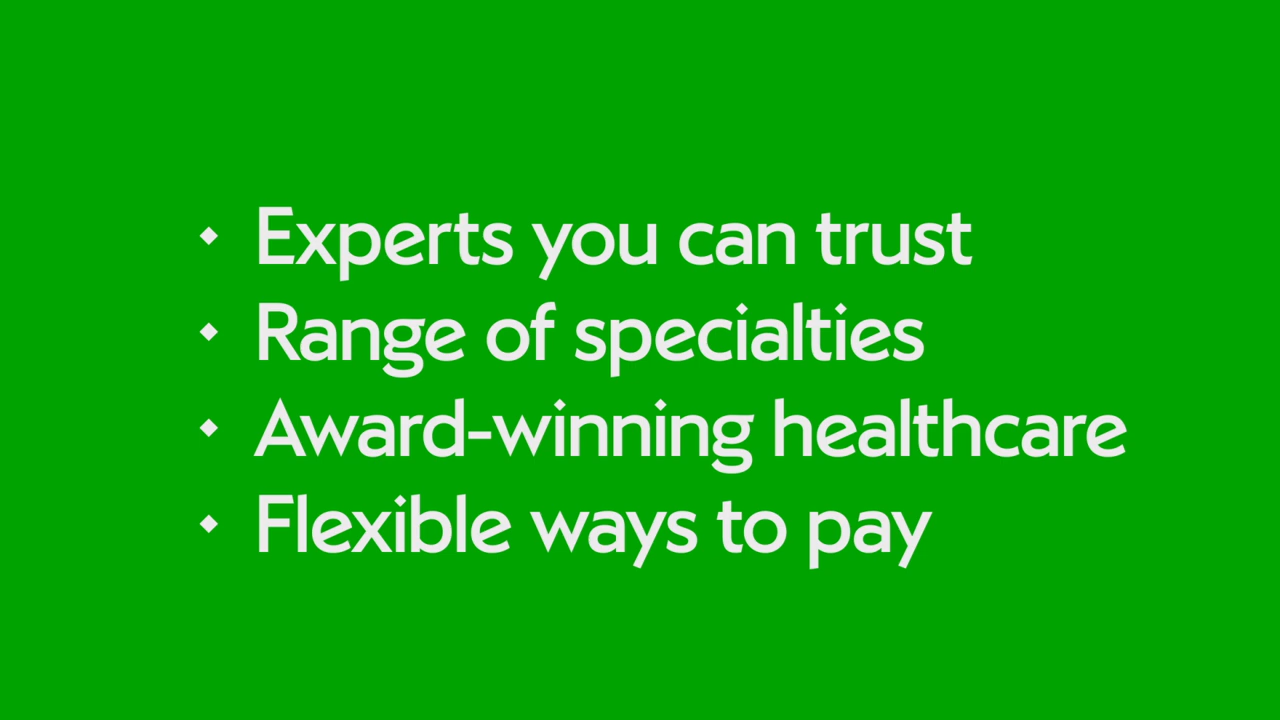 • Experts you can trust
• Range of specialties
• Award-winning healthcare
• Flexible ways to pay